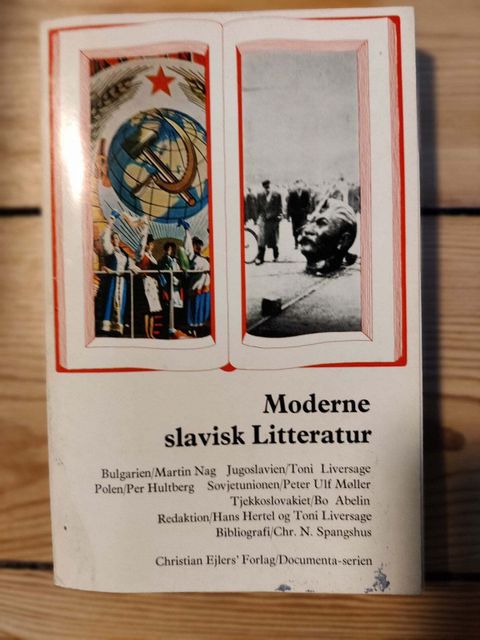 Moderne
slavisk Litteratur
Bulgarien/Martin Nag Jugoslavien/Toni Liversage
Polen/Per Hultberg Sovjetunionen/Peter Ulf Møller
Tjekkoslovakiet/Bo Abelin
Redaktion/Hans Hertel og Toni Liversage
Bibliografi/Chr. N. Spangshus
Christian Ejlers' Forlag/Documenta-serien